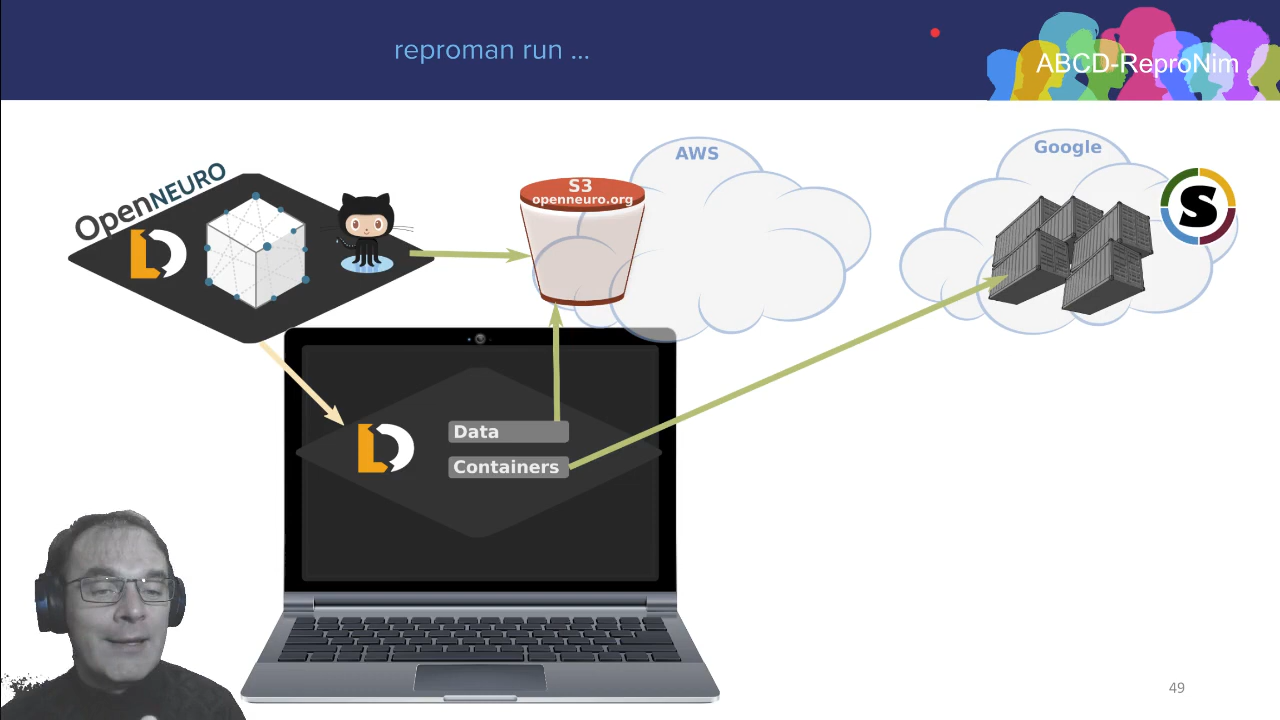 reproman run ...
ABCD-ReproNim
OpenNEURO
S3
openneuro.org
AWS
Google
S
Data
Containers
49